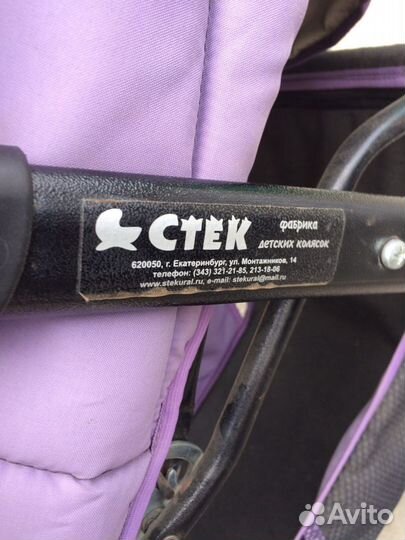 СТЕК
фабрика
детских колясок
620050, г. Екатеринбург, ул. Монтажников, 14
телефон: (343) 321-21-85, 213-18-06
www.stekural.ru, e-mail: stekural@mail.ru
Avito